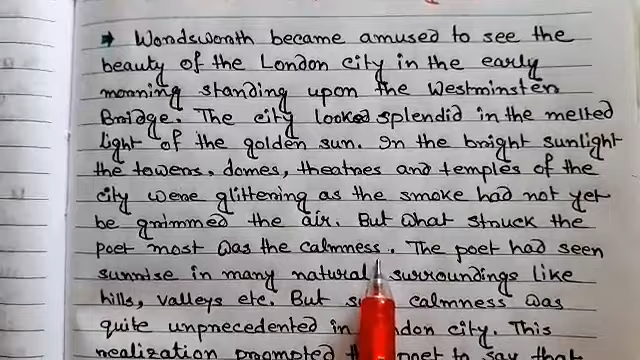 → Wordsworth became amused to see the
beauty of the London city in the early
morning standing upon the Westminster
Bridge. The city looked splendid in the melted
light of the golden sun. In the bright sunlight
the towers, domes, theatres and temples of the
city were glittering as the smoke had not yet
be grimmed the air. But what struck the
poet most was the calmness. The poet had seen
sunrise in many natural surroundings like
hills, valleys etc. But calmness was
quite unprecedented in city. This
realization prompted poet to say that